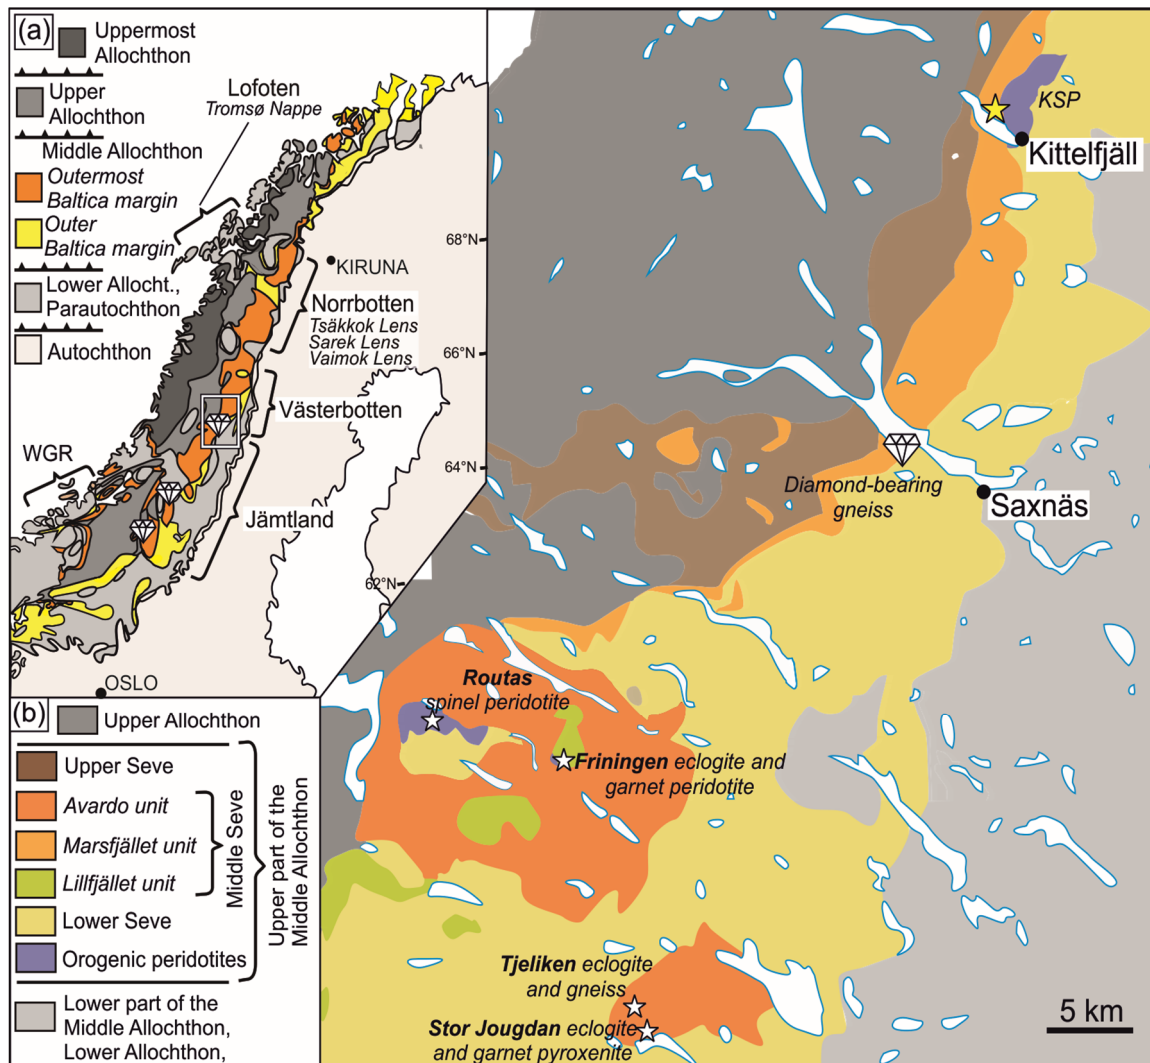 (a)
Uppermost
Allochthon
Upper
Allochthon
Middle Allochthon
Outermost
Baltica margin
Outer
Baltica margin
Lower Allocht.,
Parautochthon
Autochthon
Lofoten
Tromsø Nappe
68°N
KIRUNA
Norrbotten
Tsäkkok Lens
Sarek Lens
Vaimok Lens
66°N
Västerbotten
WGR
64°N
Jämtland
62°N
OSLO
(b)
Upper Allochthon
Upper Seve
Avardo unit
Marsfjället unit
Lillfjället unit
Lower Seve
Orogenic peridotites
Lower part of the
Middle Allochthon,
Lower Allochthon,
Middle Seve
Upper part of the
Middle Allochthon
KSP
Kittelfjäll
Diamond-bearing
gneiss
Saxnäs
Routas
spinel peridotite
Friningen eclogite and
garnet peridotite
Tjeliken eclogite
and gneiss
Stor Jougdan eclogite
and garnet pyroxenite
5 km